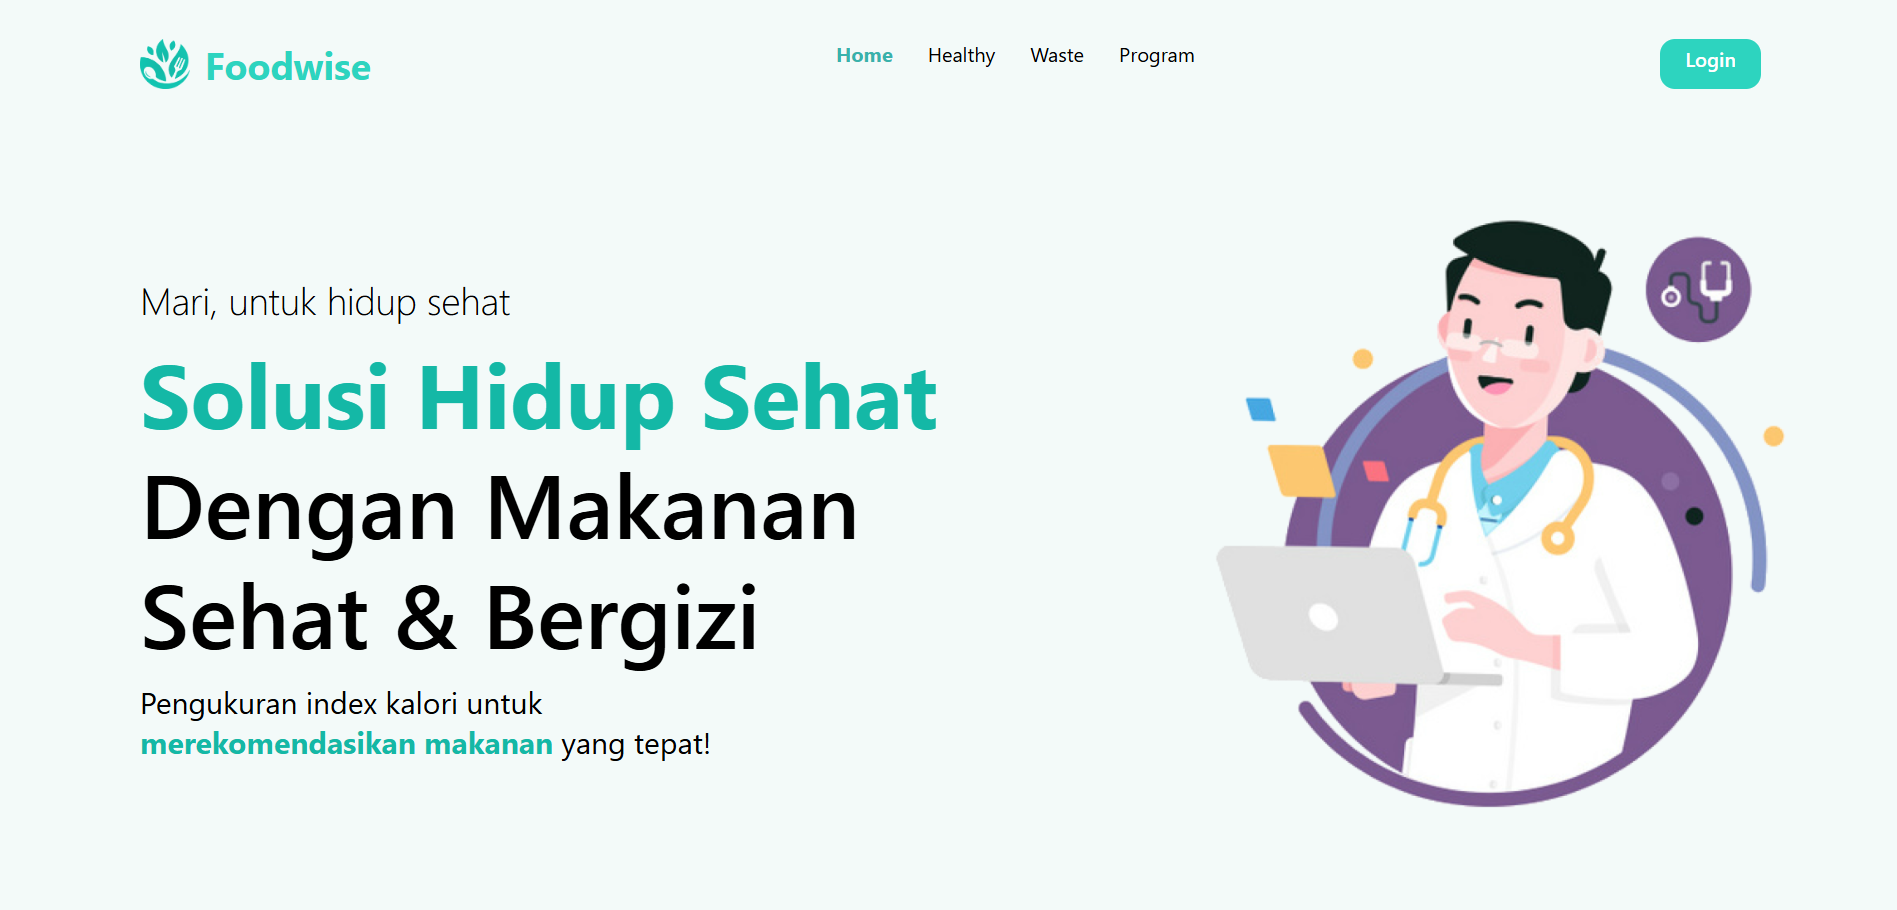 Foodwise
Home Healthy Waste Program
Login
Mari, untuk hidup sehat
Solusi Hidup Sehat
Dengan Makanan
Sehat & Bergizi
Pengukuran index kalori untuk
merekomendasikan makanan yang tepat!